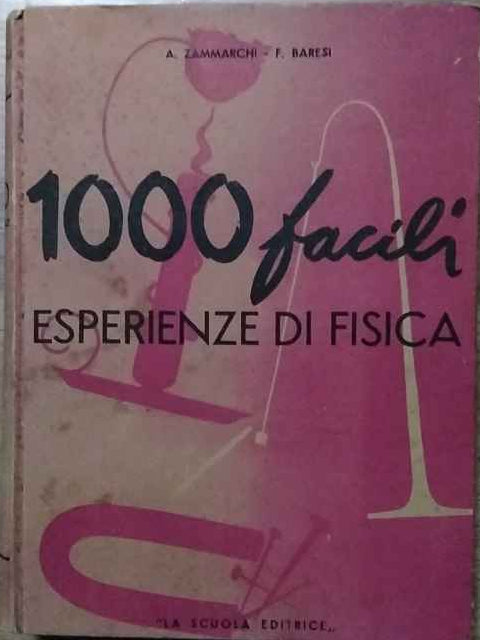 A. ZAMMARCHI - F. BARESI
1000 facili
ESPERIENZE DI FISICA
"LA SCUOLA EDITRICE„